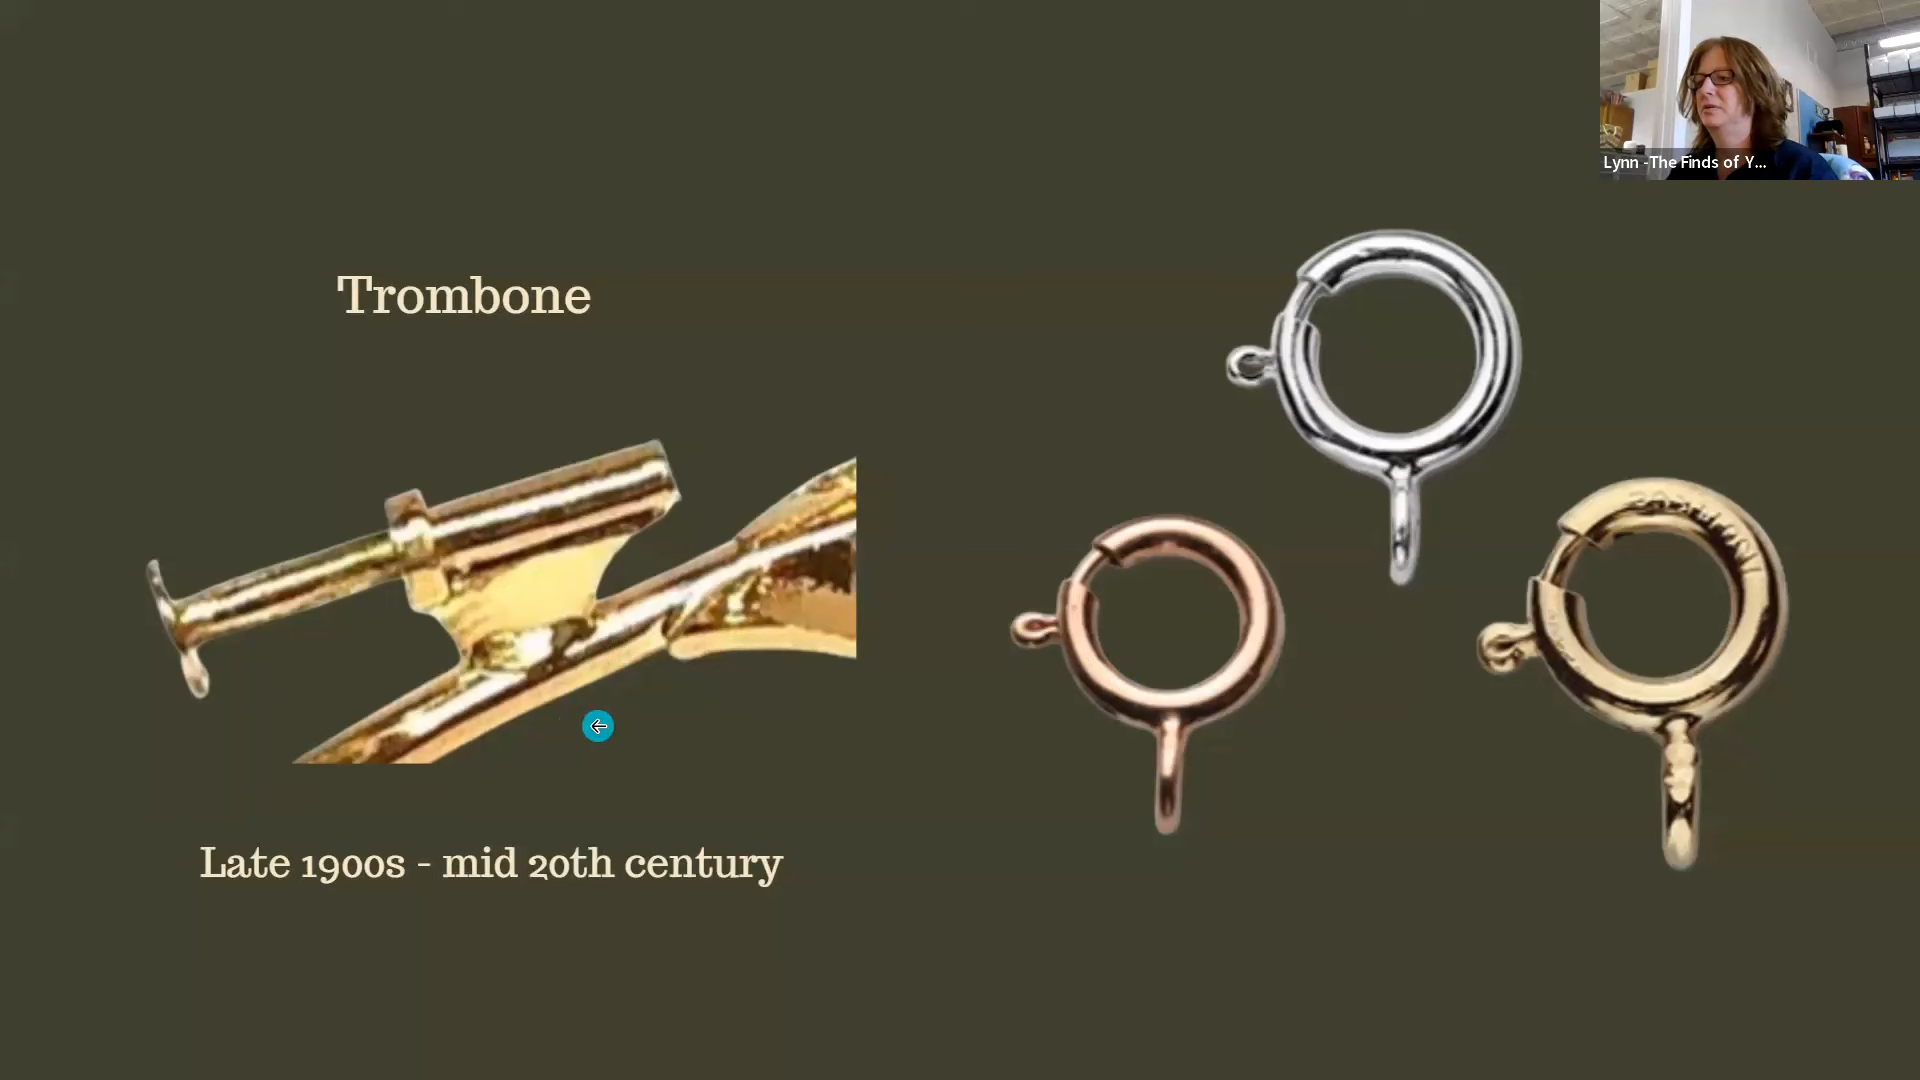 Lynn -The Finds of Y...
Trombone
Late 1900s - mid 20th century